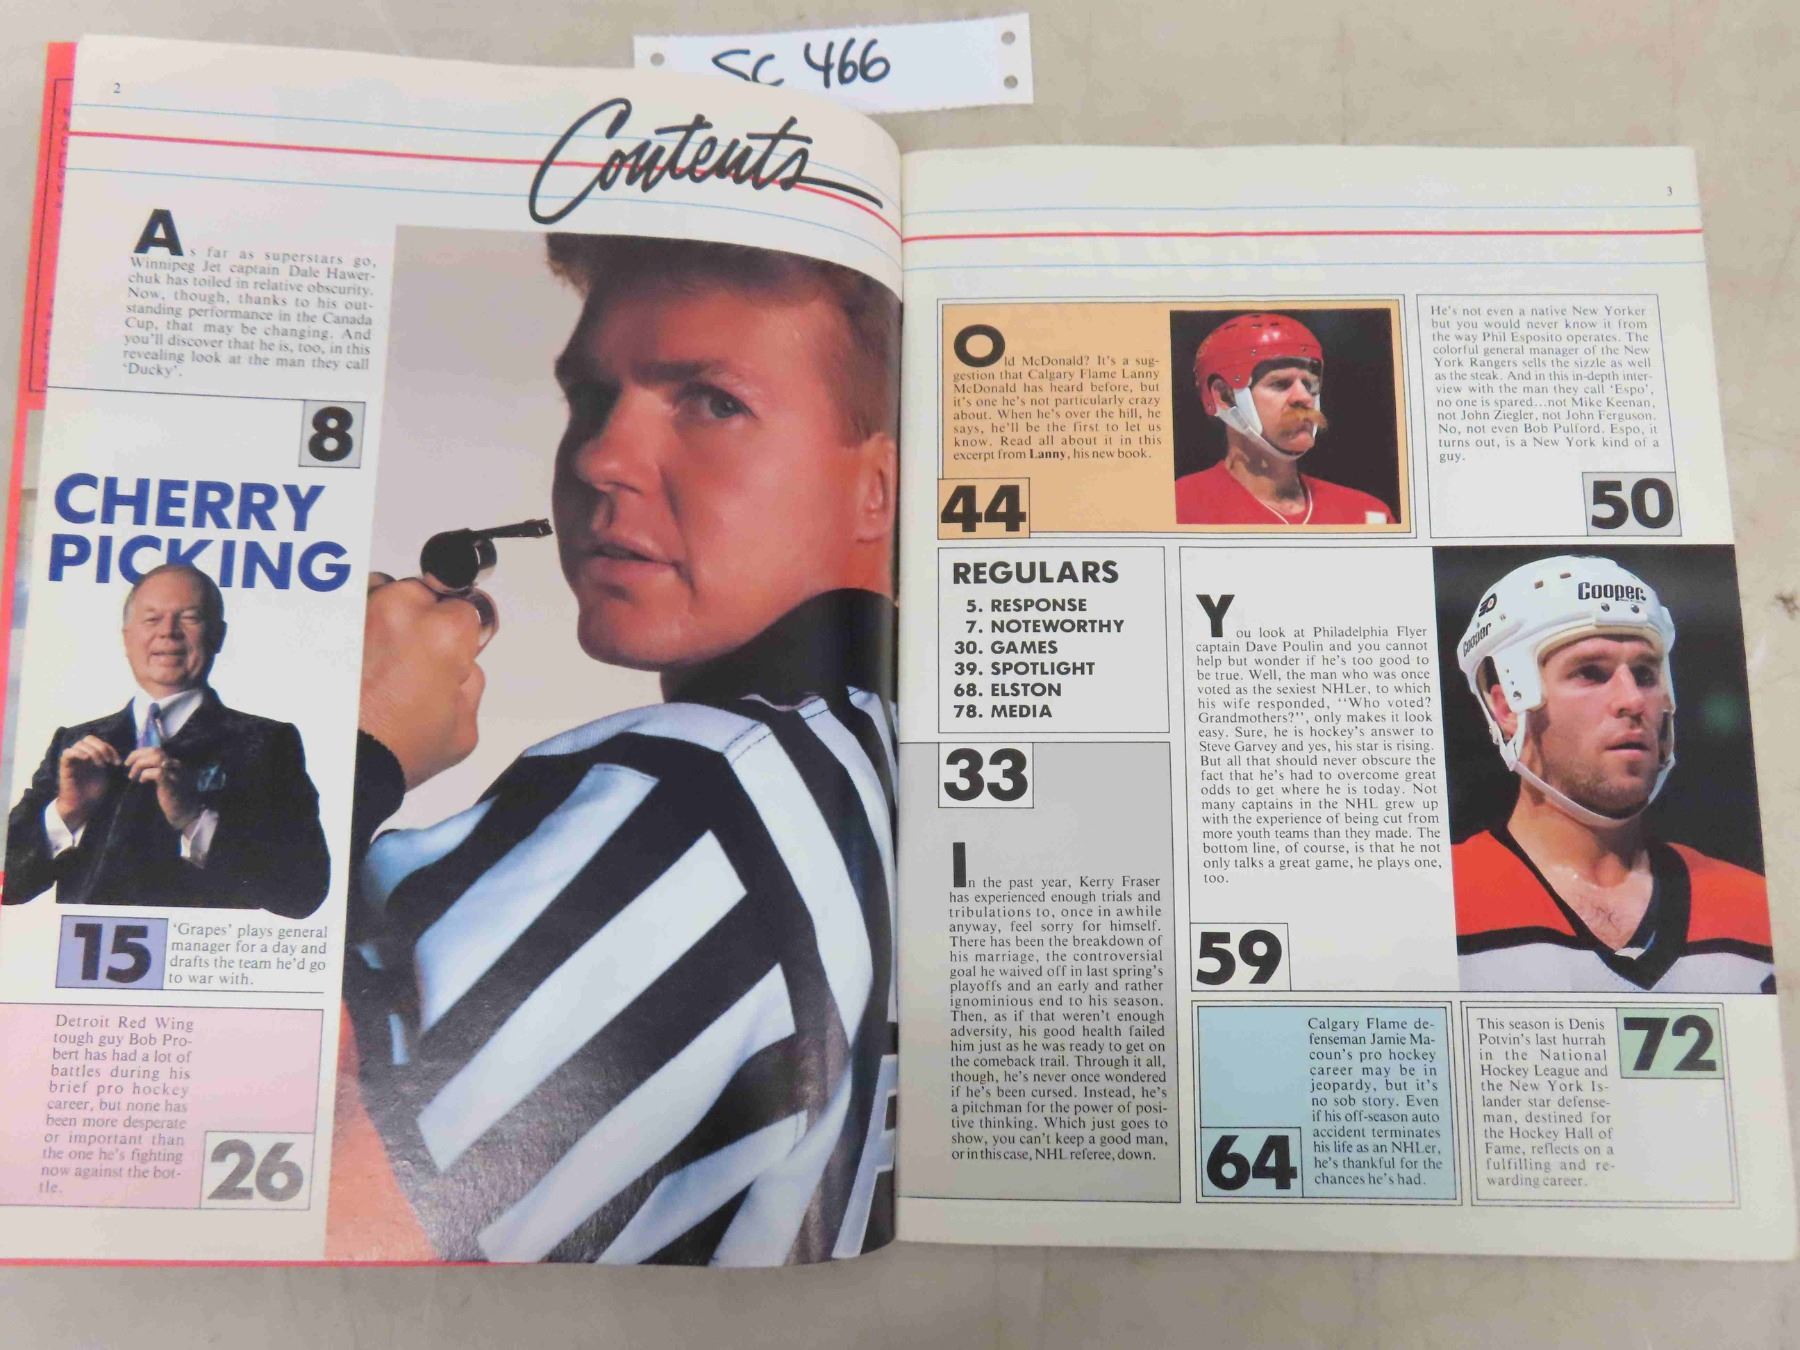 SC 466
2
Contents
As far as superstars go,
Winnipeg Jet captain Dale Hawer-
chuk has toiled in relative obscurity.
Now, though, thanks to his out-
standing performance in the Canada
Cup, that may be changing. And
you'll discover that he is, too, in this
revealing look at the man they call
'Ducky'.
8
CHERRY
PICKING
15
'Grapes' plays general
manager for a day and
drafts the team he'd go
to war with.
Detroit Red Wing
tough guy Bob Pro-
bert has had a lot of
battles during his
brief pro hockey
career, but none has
been more desperate
or important than
the one he's fighting
now against the bot-
tle.
26
3
Old McDonald? It's a sug-
gestion that Calgary Flame Lanny
McDonald has heard before, but
it's one he's not particularly crazy
about. When he's over the hill, he
says, he'll be the first to let us
know. Read all about it in this
excerpt from Lanny, his new book.
44
He's not even a native New Yorker
but you would never know it from
the way Phil Esposito operates. The
colorful general manager of the New
York Rangers sells the sizzle as well
as the steak. And in this in-depth inter-
view with the man they call 'Espo',
no one is spared...not Mike Keenan,
not John Ziegler, not John Ferguson.
No, not even Bob Pulford. Espo, it
turns out, is a New York kind of a
guy.
50
REGULARS
5. RESPONSE
7. NOTEWORTHY
30. GAMES
39. SPOTLIGHT
68. ELSTON
78. MEDIA
33
In the past year, Kerry Fraser
has experienced enough trials and
tribulations to, once in awhile
anyway, feel sorry for himself.
There has been the breakdown of
his marriage, the controversial
goal he waived off in last spring's
playoffs and an early and rather
ignominious end to his season.
Then, as if that weren't enough
adversity, his good health failed
him just as he was ready to get on
the comeback trail. Through it all,
though, he's never once wondered
if he's been cursed. Instead, he's
a pitchman for the power of posi-
tive thinking. Which just goes to
show, you can't keep a good man,
or in this case, NHL referee, down.
You look at Philadelphia Flyer
captain Dave Poulin and you cannot
help but wonder if he's too good to
be true. Well, the man who was once
voted as the sexiest NHLer, to which
his wife responded, "Who voted?
Grandmothers?", only makes it look
easy. Sure, he is hockey's answer to
Steve Garvey and yes, his star is rising.
But all that should never obscure the
fact that he's had to overcome great
odds to get where he is today. Not
many captains in the NHL grew up
with the experience of being cut from
more youth teams than they made. The
bottom line, of course, is that he not
only talks a great game, he plays one,
too.
59
Cooper
Cooper
Calgary Flame de-
fenseman Jamie Ma-
coun's pro hockey
career may be in
jeopardy, but it's
no sob story. Even
if his off-season auto
accident terminates
his life as an NHLer,
he's thankful for the
chances he's had.
64
This season is Denis
Potvin's last hurrah
in the National
Hockey League and
the New York Is-
lander star defense-
man, destined for
the Hockey Hall of
Fame, reflects on a
fulfilling and re-
warding career.
72